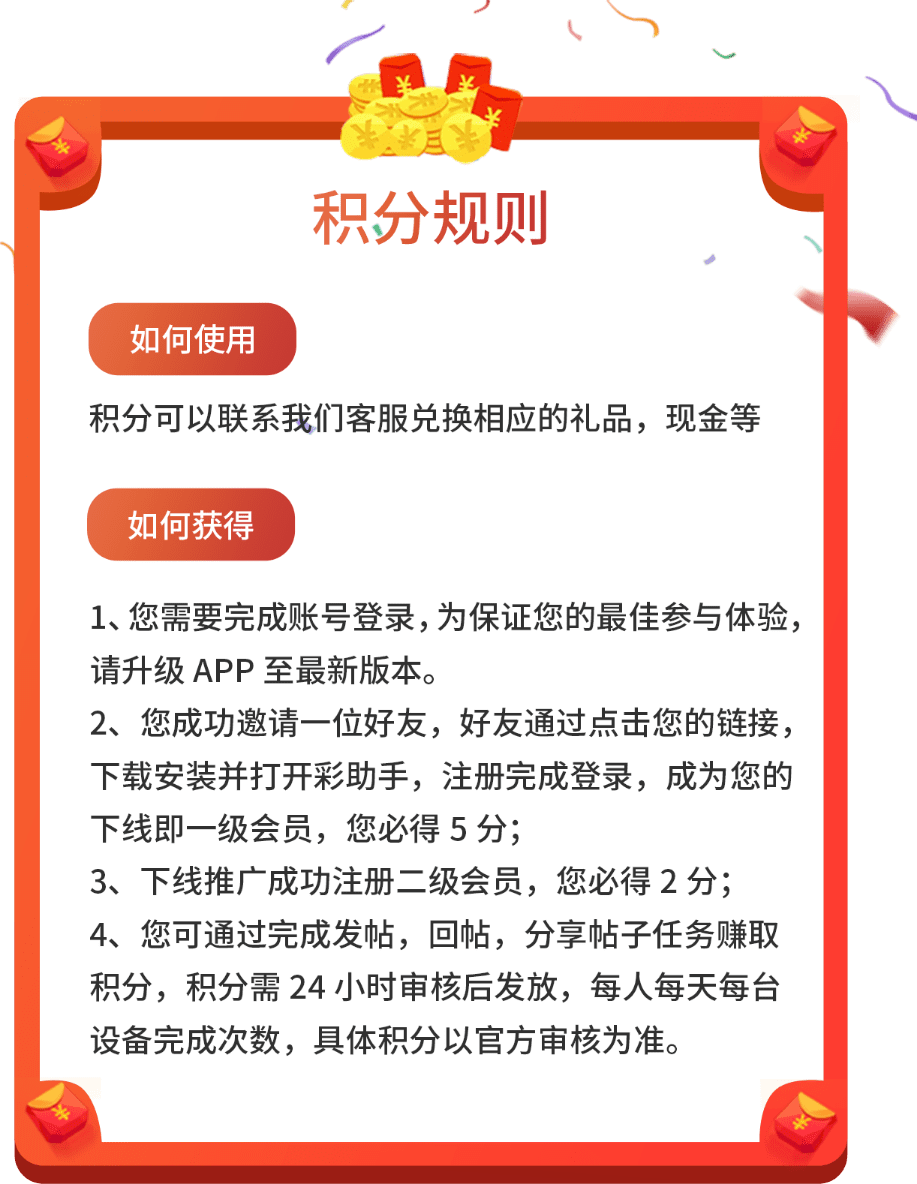 积分规则
如何使用
积分可以联系我们客服兑换相应的礼品，现金等
如何获得
1、您需要完成账号登录，为保证您的最佳参与体验，
请升级 APP 至最新版本。
2、您成功邀请一位好友，好友通过点击您的链接，
下载安装并打开彩助手，注册完成登录，成为您的
下线即一级会员，您必得 5 分；
3、下线推广成功注册二级会员，您必得 2 分；
4、您可通过完成发帖，回帖，分享帖子任务赚取
积分，积分需 24 小时审核后发放，每人每天每台
设备完成次数，具体积分以官方审核为准。